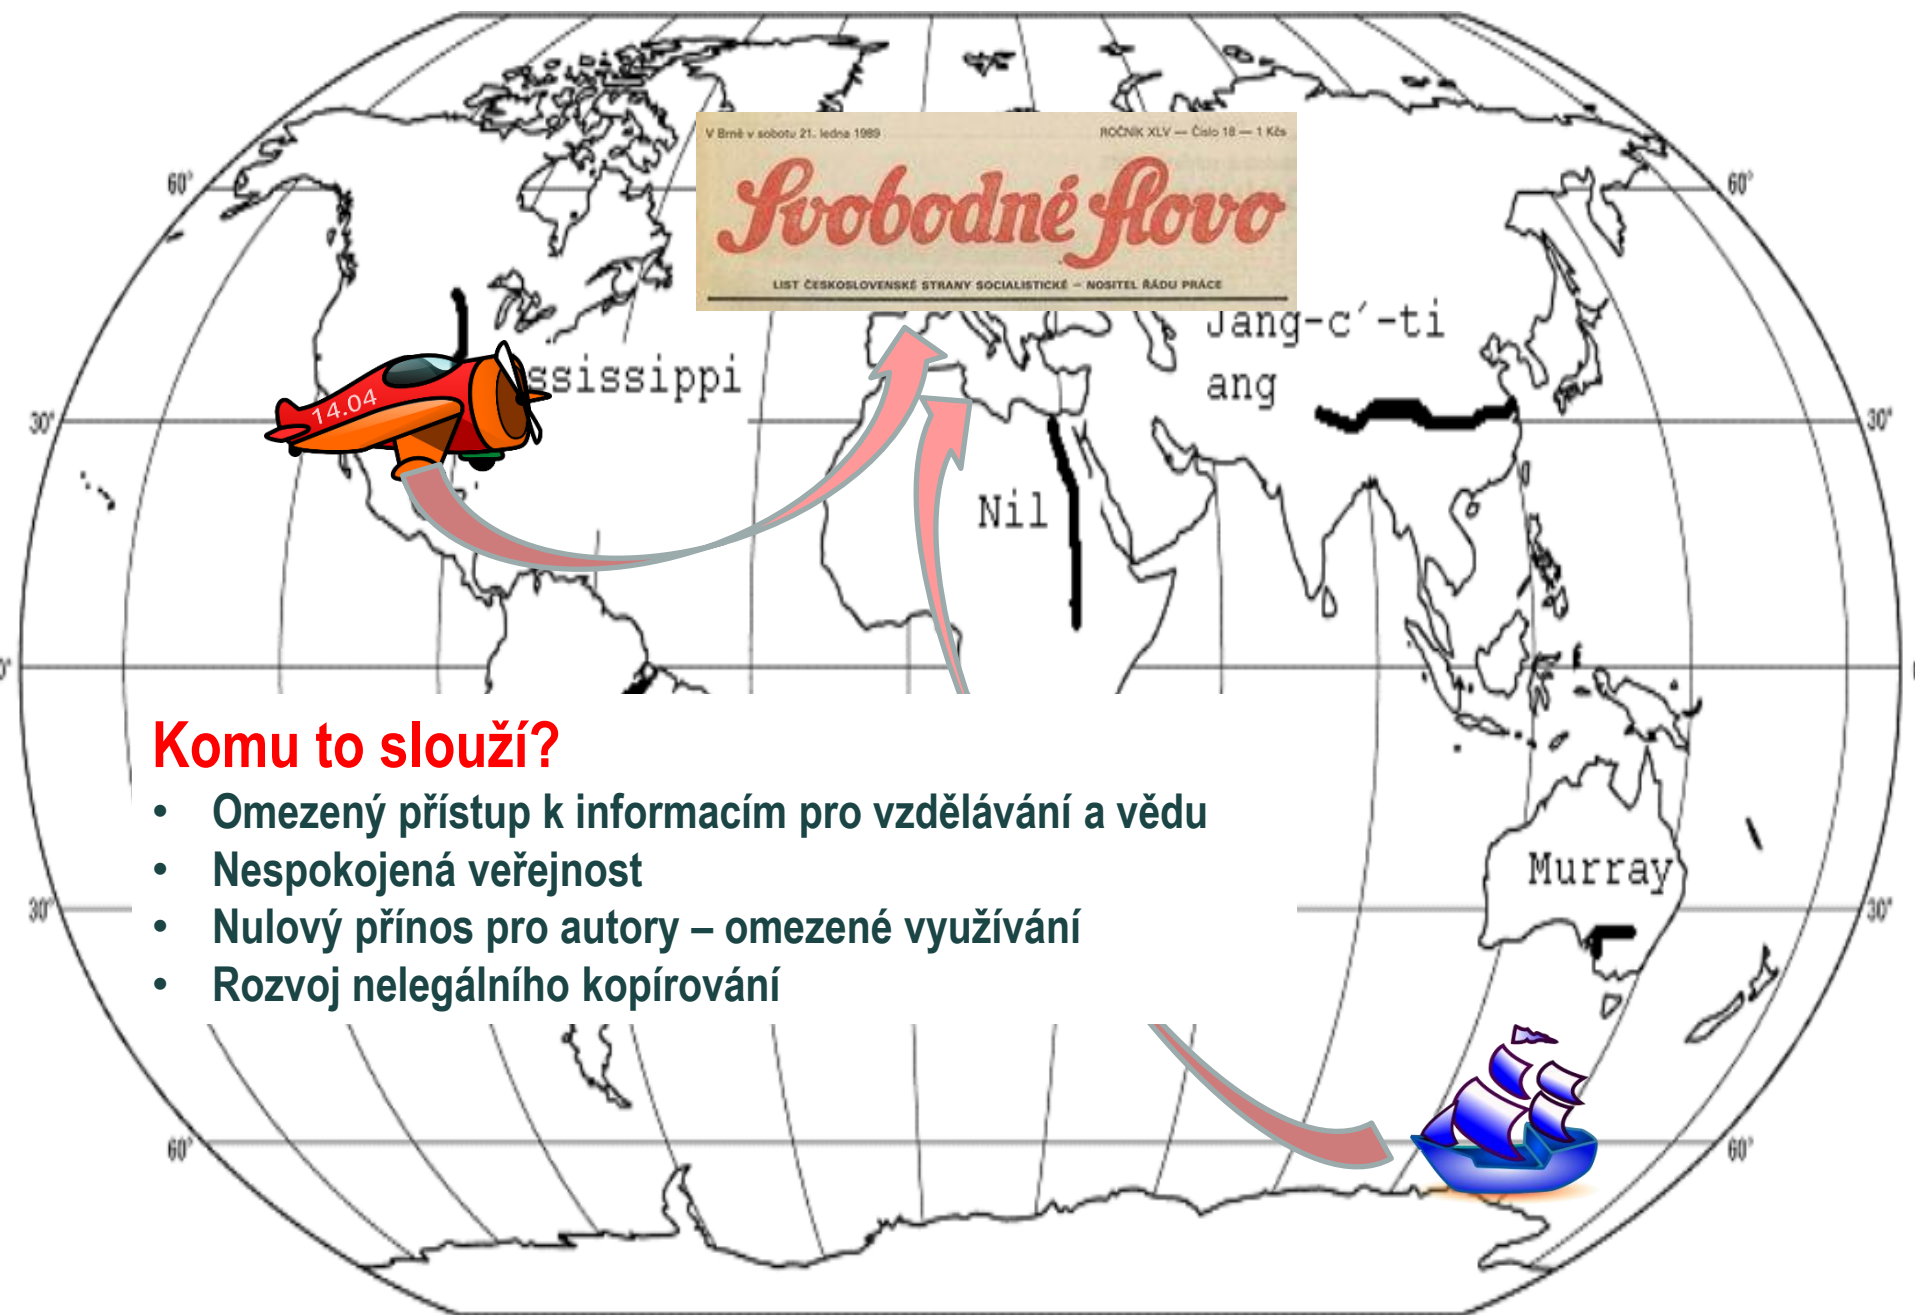 V Brně v sobotu 21. ledna 1989
ROČNÍK XLV — Číslo 18 — 1 Kčs
Svobodné slovo
LIST ČESKOSLOVENSKÉ STRANY SOCIALISTICKÉ – NOSITEL ŘÁDU PRÁCE
60°
60°
Jang-c´-ti
ang
ssissippi
14.04
30°
30°
Nil
0°
Komu to slouží?
• Omezený přístup k informacím pro vzdělávání a vědu
• Nespokojená veřejnost
• Nulový přínos pro autory – omezené využívání
• Rozvoj nelegálního kopírování
Murray
30°
30°
60°
60°